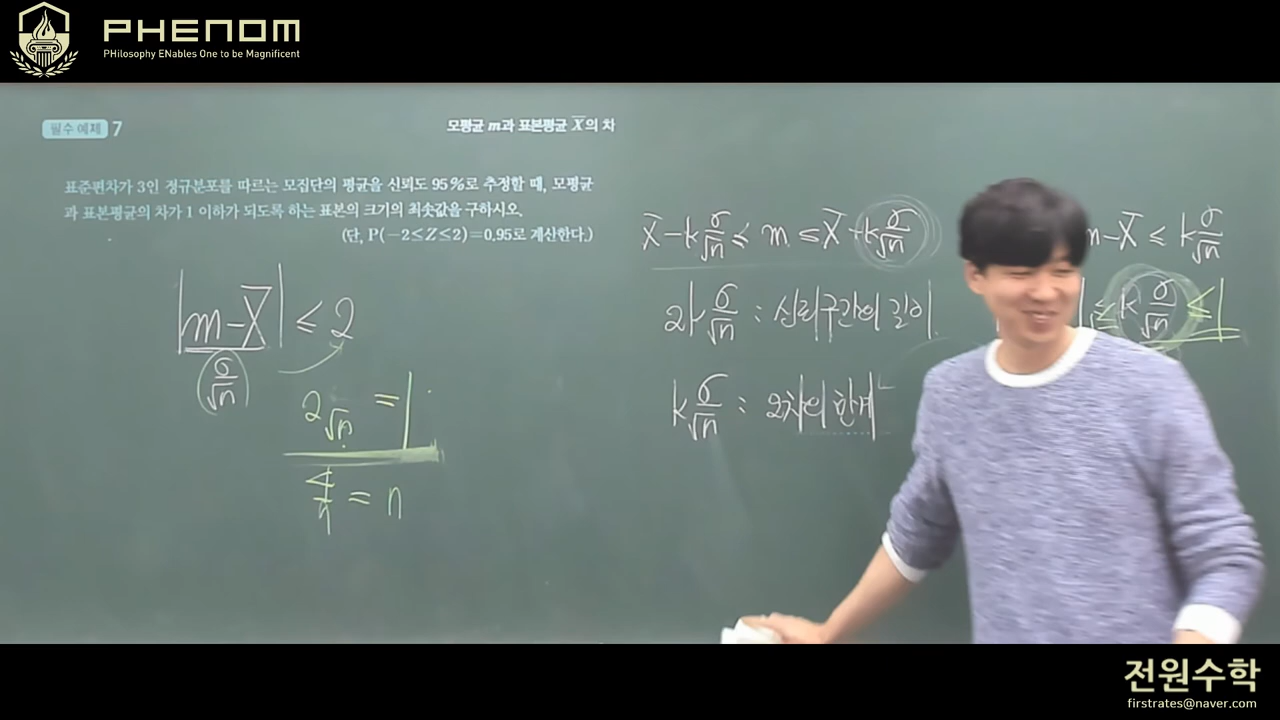 PHENOM
PHilosophy ENables One to be Magnificent
필수 예제 7
모평균 m과 표본평균 X̄의 차
표준편차가 3인 정규분포를 따르는 모집단의 평균을 신뢰도 95%로 추정할 때, 모평균
과 표본평균의 차가 1 이하가 되도록 하는 표본의 크기의 최솟값을 구하시오.
(단, P(−2≤Z≤2)=0.95로 계산한다.)
|m−X̄| ≤ 2
σ/√n
2 √n = 1
= n
X̄−k σ/√n ≤ m ≤ X̄+k σ/√n
2k σ/√n : 신뢰구간의 길이
k σ/√n : 오차의 한계
−X̄ ≤ k σ/√n
≤ k σ/√n ≤ 1
전원수학
firstrates@naver.com